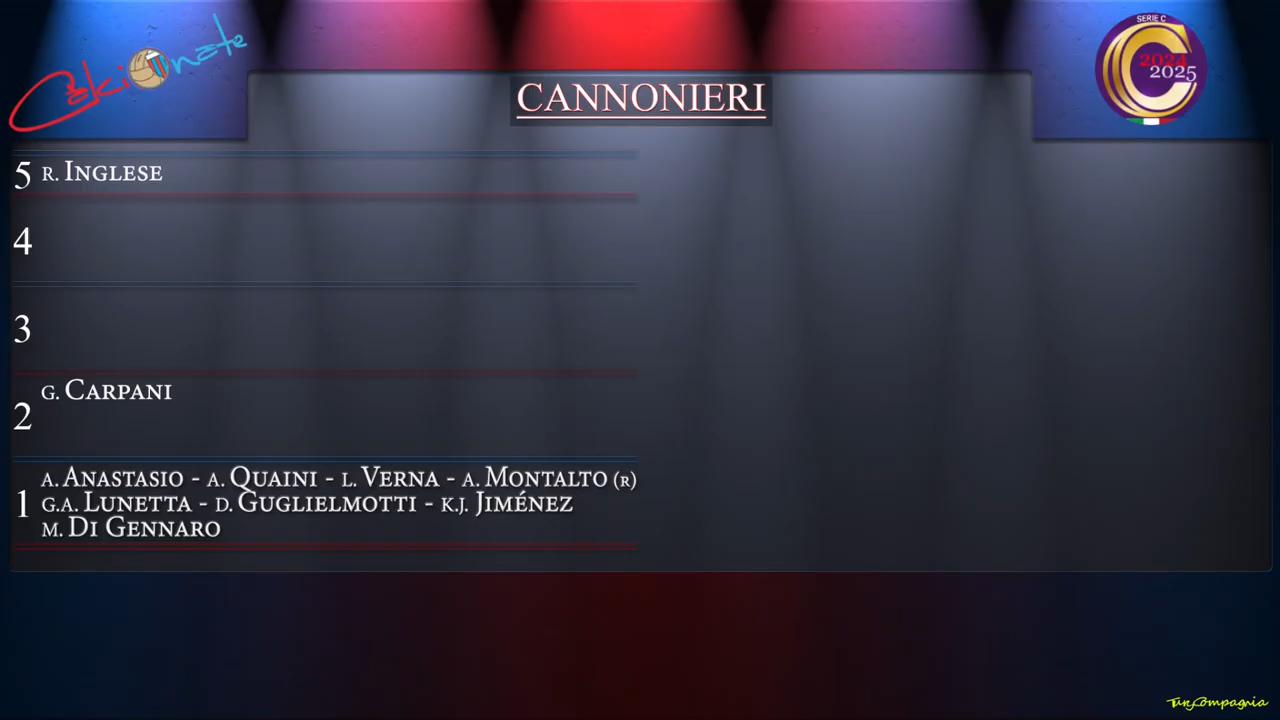 Calcionate
SERIE C
2024
2025
CANNONIERI
5 R. INGLESE
4
3
2 G. CARPANI
1 A. ANASTASIO - A. QUAINI - L. VERNA - A. MONTALTO (R)
G.A. LUNETTA - D. GUGLIELMOTTI - K.J. JIMÉNEZ
M. DI GENNARO